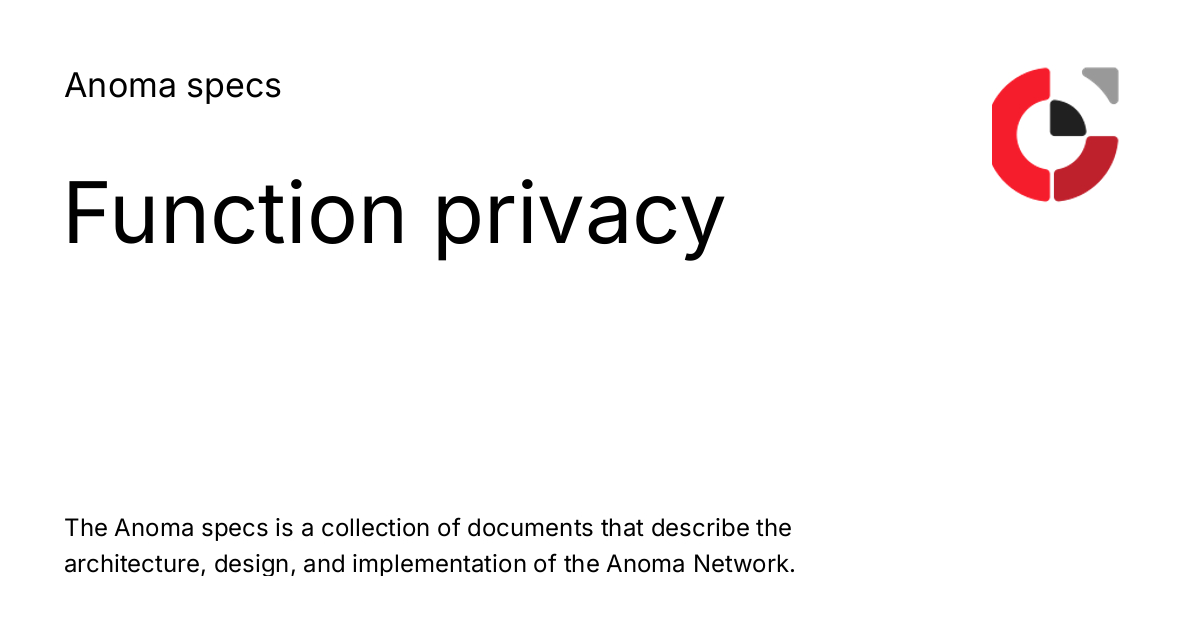 Anoma specs
Function privacy
The Anoma specs is a collection of documents that describe the
architecture, design, and implementation of the Anoma Network.